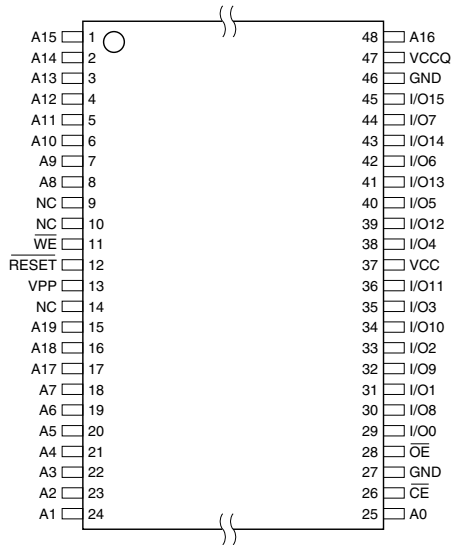 A15 1 48 A16
A14 2 47 VCCQ
A13 3 46 GND
A12 4 45 I/O15
A11 5 44 I/O7
A10 6 43 I/O14
A9 7 42 I/O6
A8 8 41 I/O13
NC 9 40 I/O5
NC 10 39 I/O12
WE 11 38 I/O4
RESET 12 37 VCC
VPP 13 36 I/O11
NC 14 35 I/O3
A19 15 34 I/O10
A18 16 33 I/O2
A17 17 32 I/O9
A7 18 31 I/O1
A6 19 30 I/O8
A5 20 29 I/O0
A4 21 28 OE
A3 22 27 GND
A2 23 26 CE
A1 24 25 A0